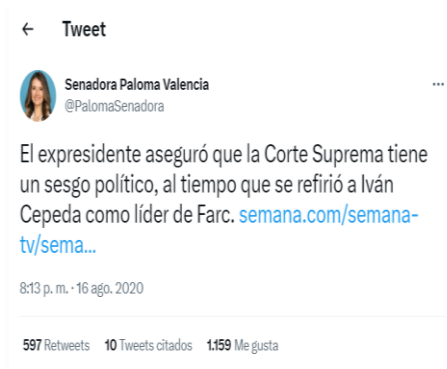 ← Tweet
Senadora Paloma Valencia
@PalomaSenadora
...
El expresidente aseguró que la Corte Suprema tiene
un sesgo político, al tiempo que se refirió a Iván
Cepeda como líder de Farc. semana.com/semana-
tv/sema...
8:13 p. m. · 16 ago. 2020
597 Retweets 10 Tweets citados 1.159 Me gusta